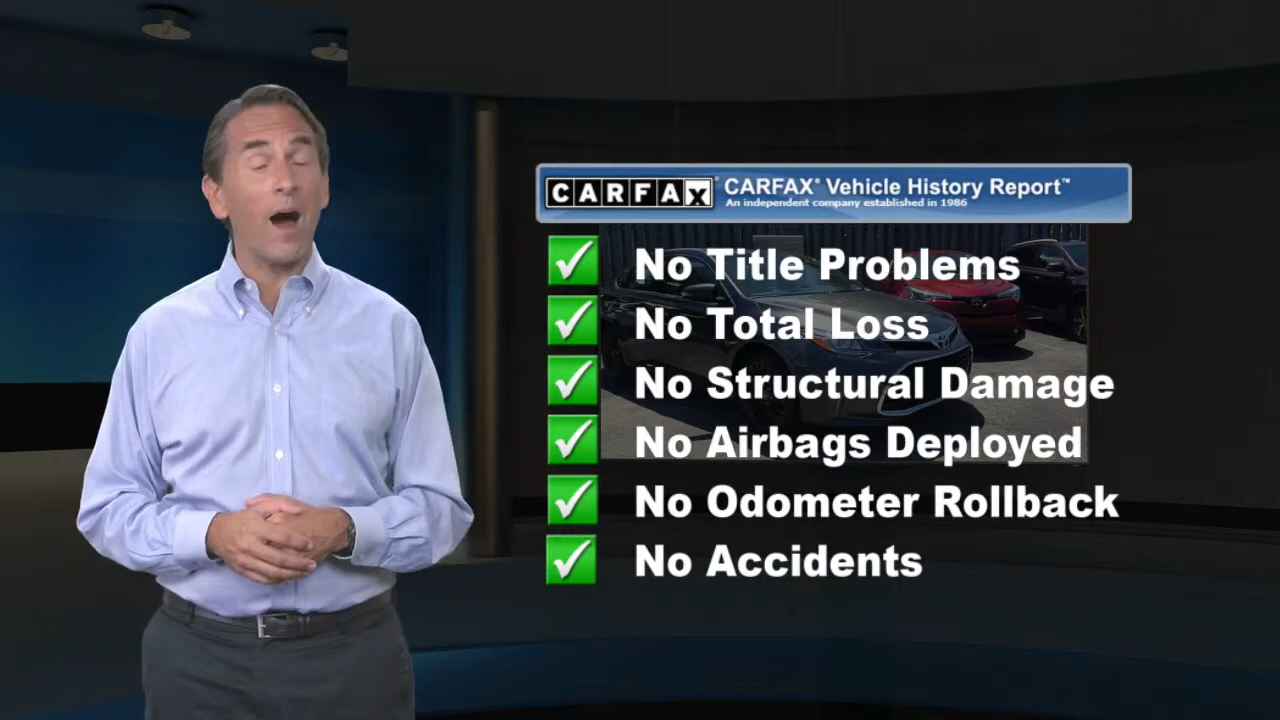 CARFAX® CARFAX® Vehicle History Report™
An independent company established in 1986
No Title Problems
No Total Loss
No Structural Damage
No Airbags Deployed
No Odometer Rollback
No Accidents